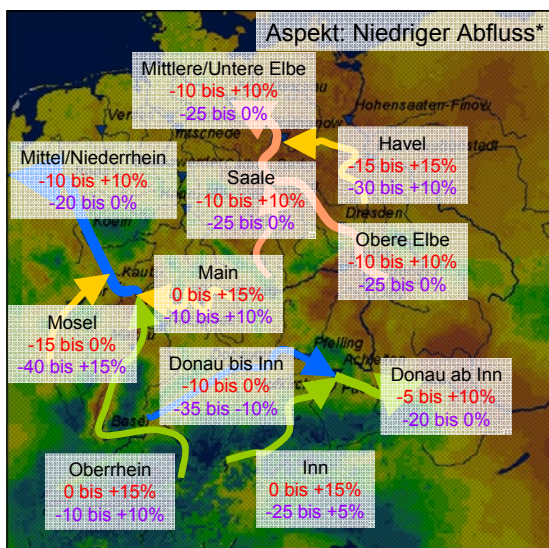 Aspekt: Niedriger Abfluss*
Mittlere/Untere Elbe
-10 bis +10%
-25 bis 0%
Hohensaaten-Finow
Mittel/Niederrhein
-10 bis +10%
-20 bis 0%
Havel
-15 bis +15%
-30 bis +10%
Saale
-10 bis +10%
-25 bis 0%
Dresden
Koeln
Obere Elbe
-10 bis +10%
-25 bis 0%
Kaub
Main
0 bis +15%
-10 bis +10%
Mosel
-15 bis 0%
-40 bis +15%
Pfelling
Donau bis Inn
-10 bis 0%
-35 bis -10%
Donau ab Inn
-5 bis +10%
-20 bis 0%
Basel
Oberrhein
0 bis +15%
-10 bis +10%
Inn
0 bis +15%
-25 bis +5%